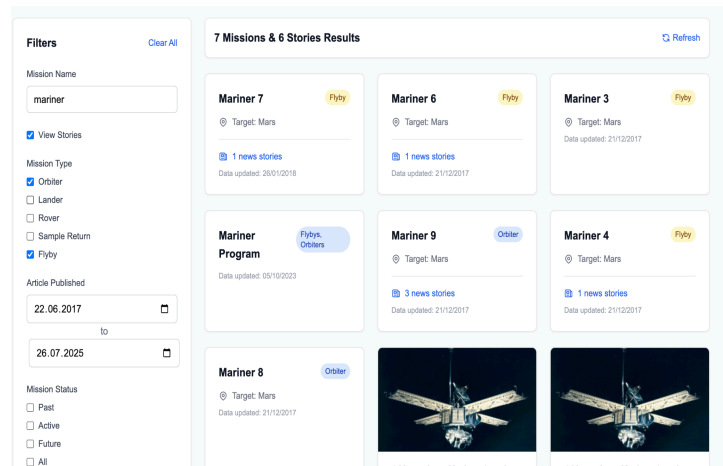 Filters
Clear All
Mission Name
mariner
View Stories
Mission Type
Orbiter
Lander
Rover
Sample Return
Flyby
Article Published
22.06.2017
to
26.07.2025
Mission Status
Past
Active
Future
All
7 Missions & 6 Stories Results
Refresh
Mariner 7
Flyby
Target: Mars
1 news stories
Data updated: 26/01/2018
Mariner 6
Flyby
Target: Mars
1 news stories
Data updated: 21/12/2017
Mariner 3
Flyby
Target: Mars
Data updated: 21/12/2017
Mariner
Program
Flybys,
Orbiters
Data updated: 05/10/2023
Mariner 9
Orbiter
Target: Mars
3 news stories
Data updated: 21/12/2017
Mariner 4
Flyby
Target: Mars
1 news stories
Data updated: 21/12/2017
Mariner 8
Orbiter
Target: Mars
Data updated: 21/12/2017